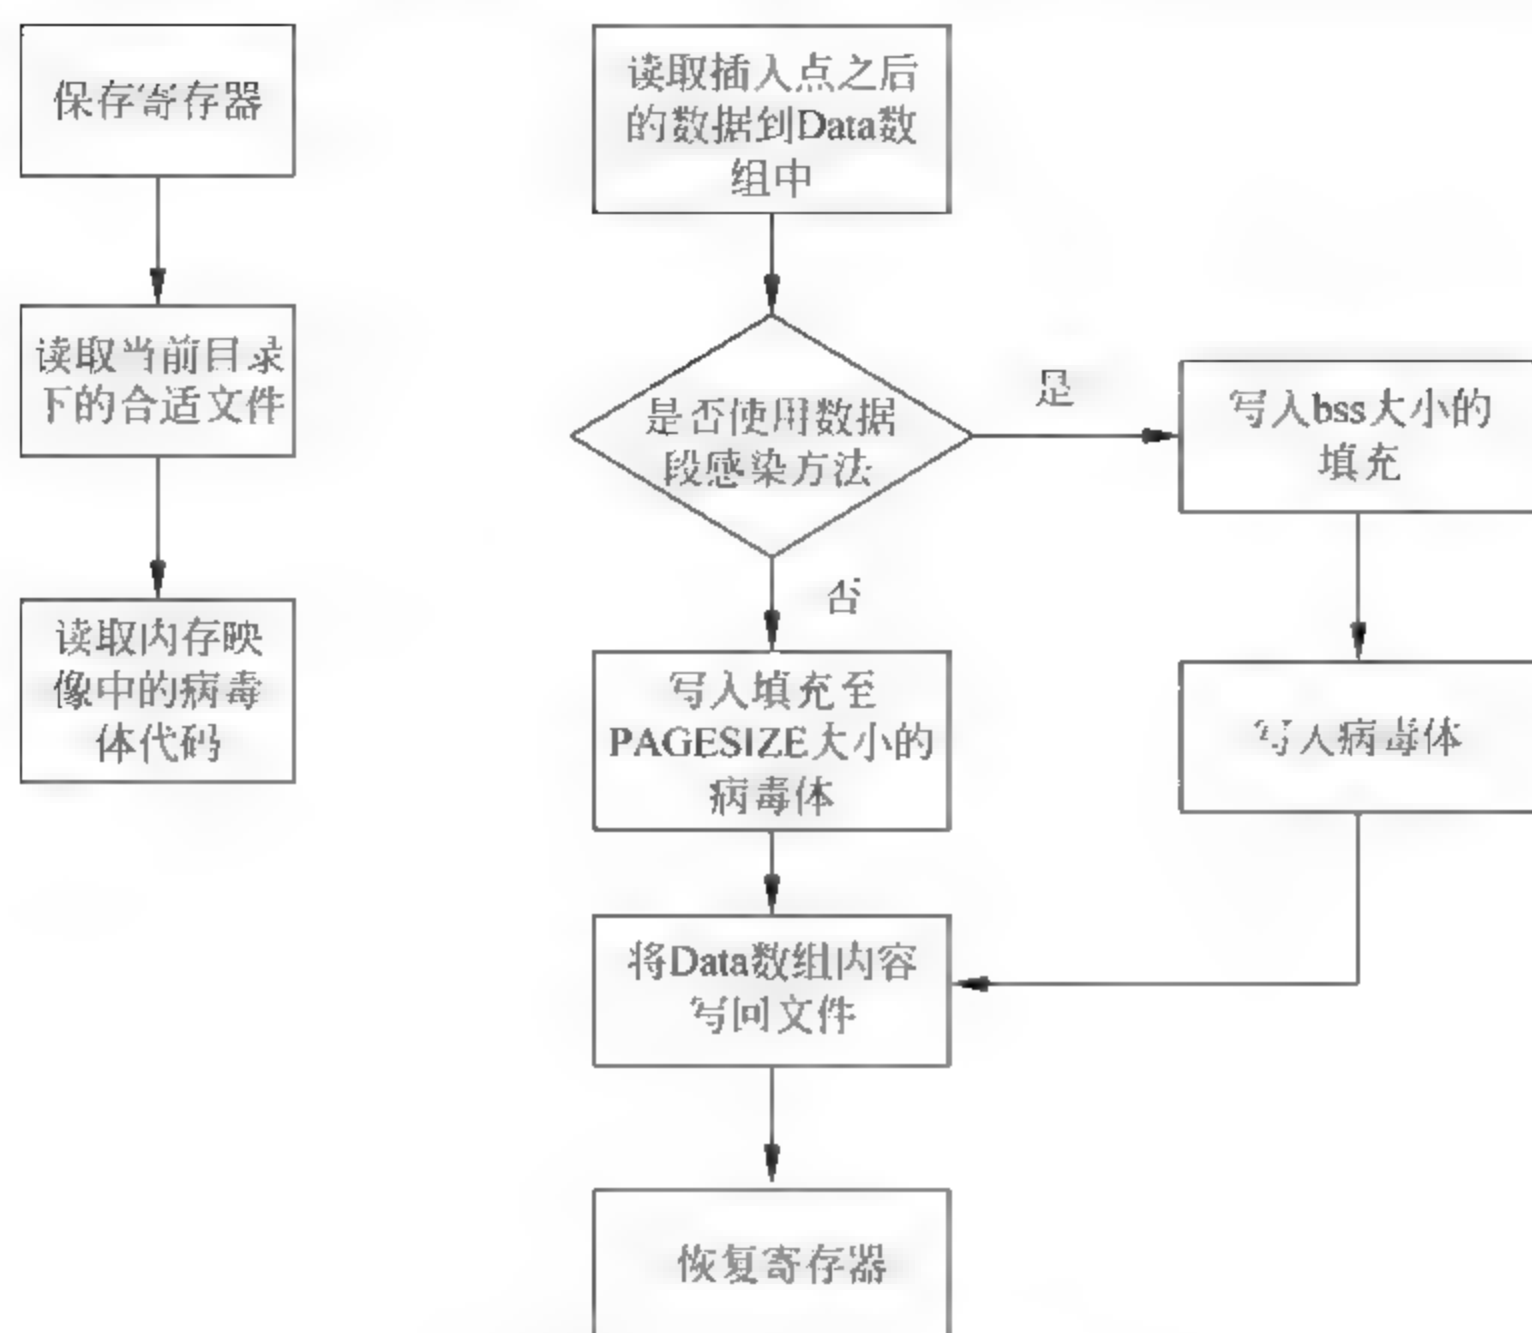 保存寄存器
读取当前目录
下的合适文件
读取内存映
像中的病毒
体代码
读取插入点之后
的数据到Data数
组中
是否使用数据
段感染方法
是
否
写入bss大小的
填充
写入病毒体
写入填充至
PAGESIZE大小的
病毒体
将Data数组内容
写回文件
恢复寄存器